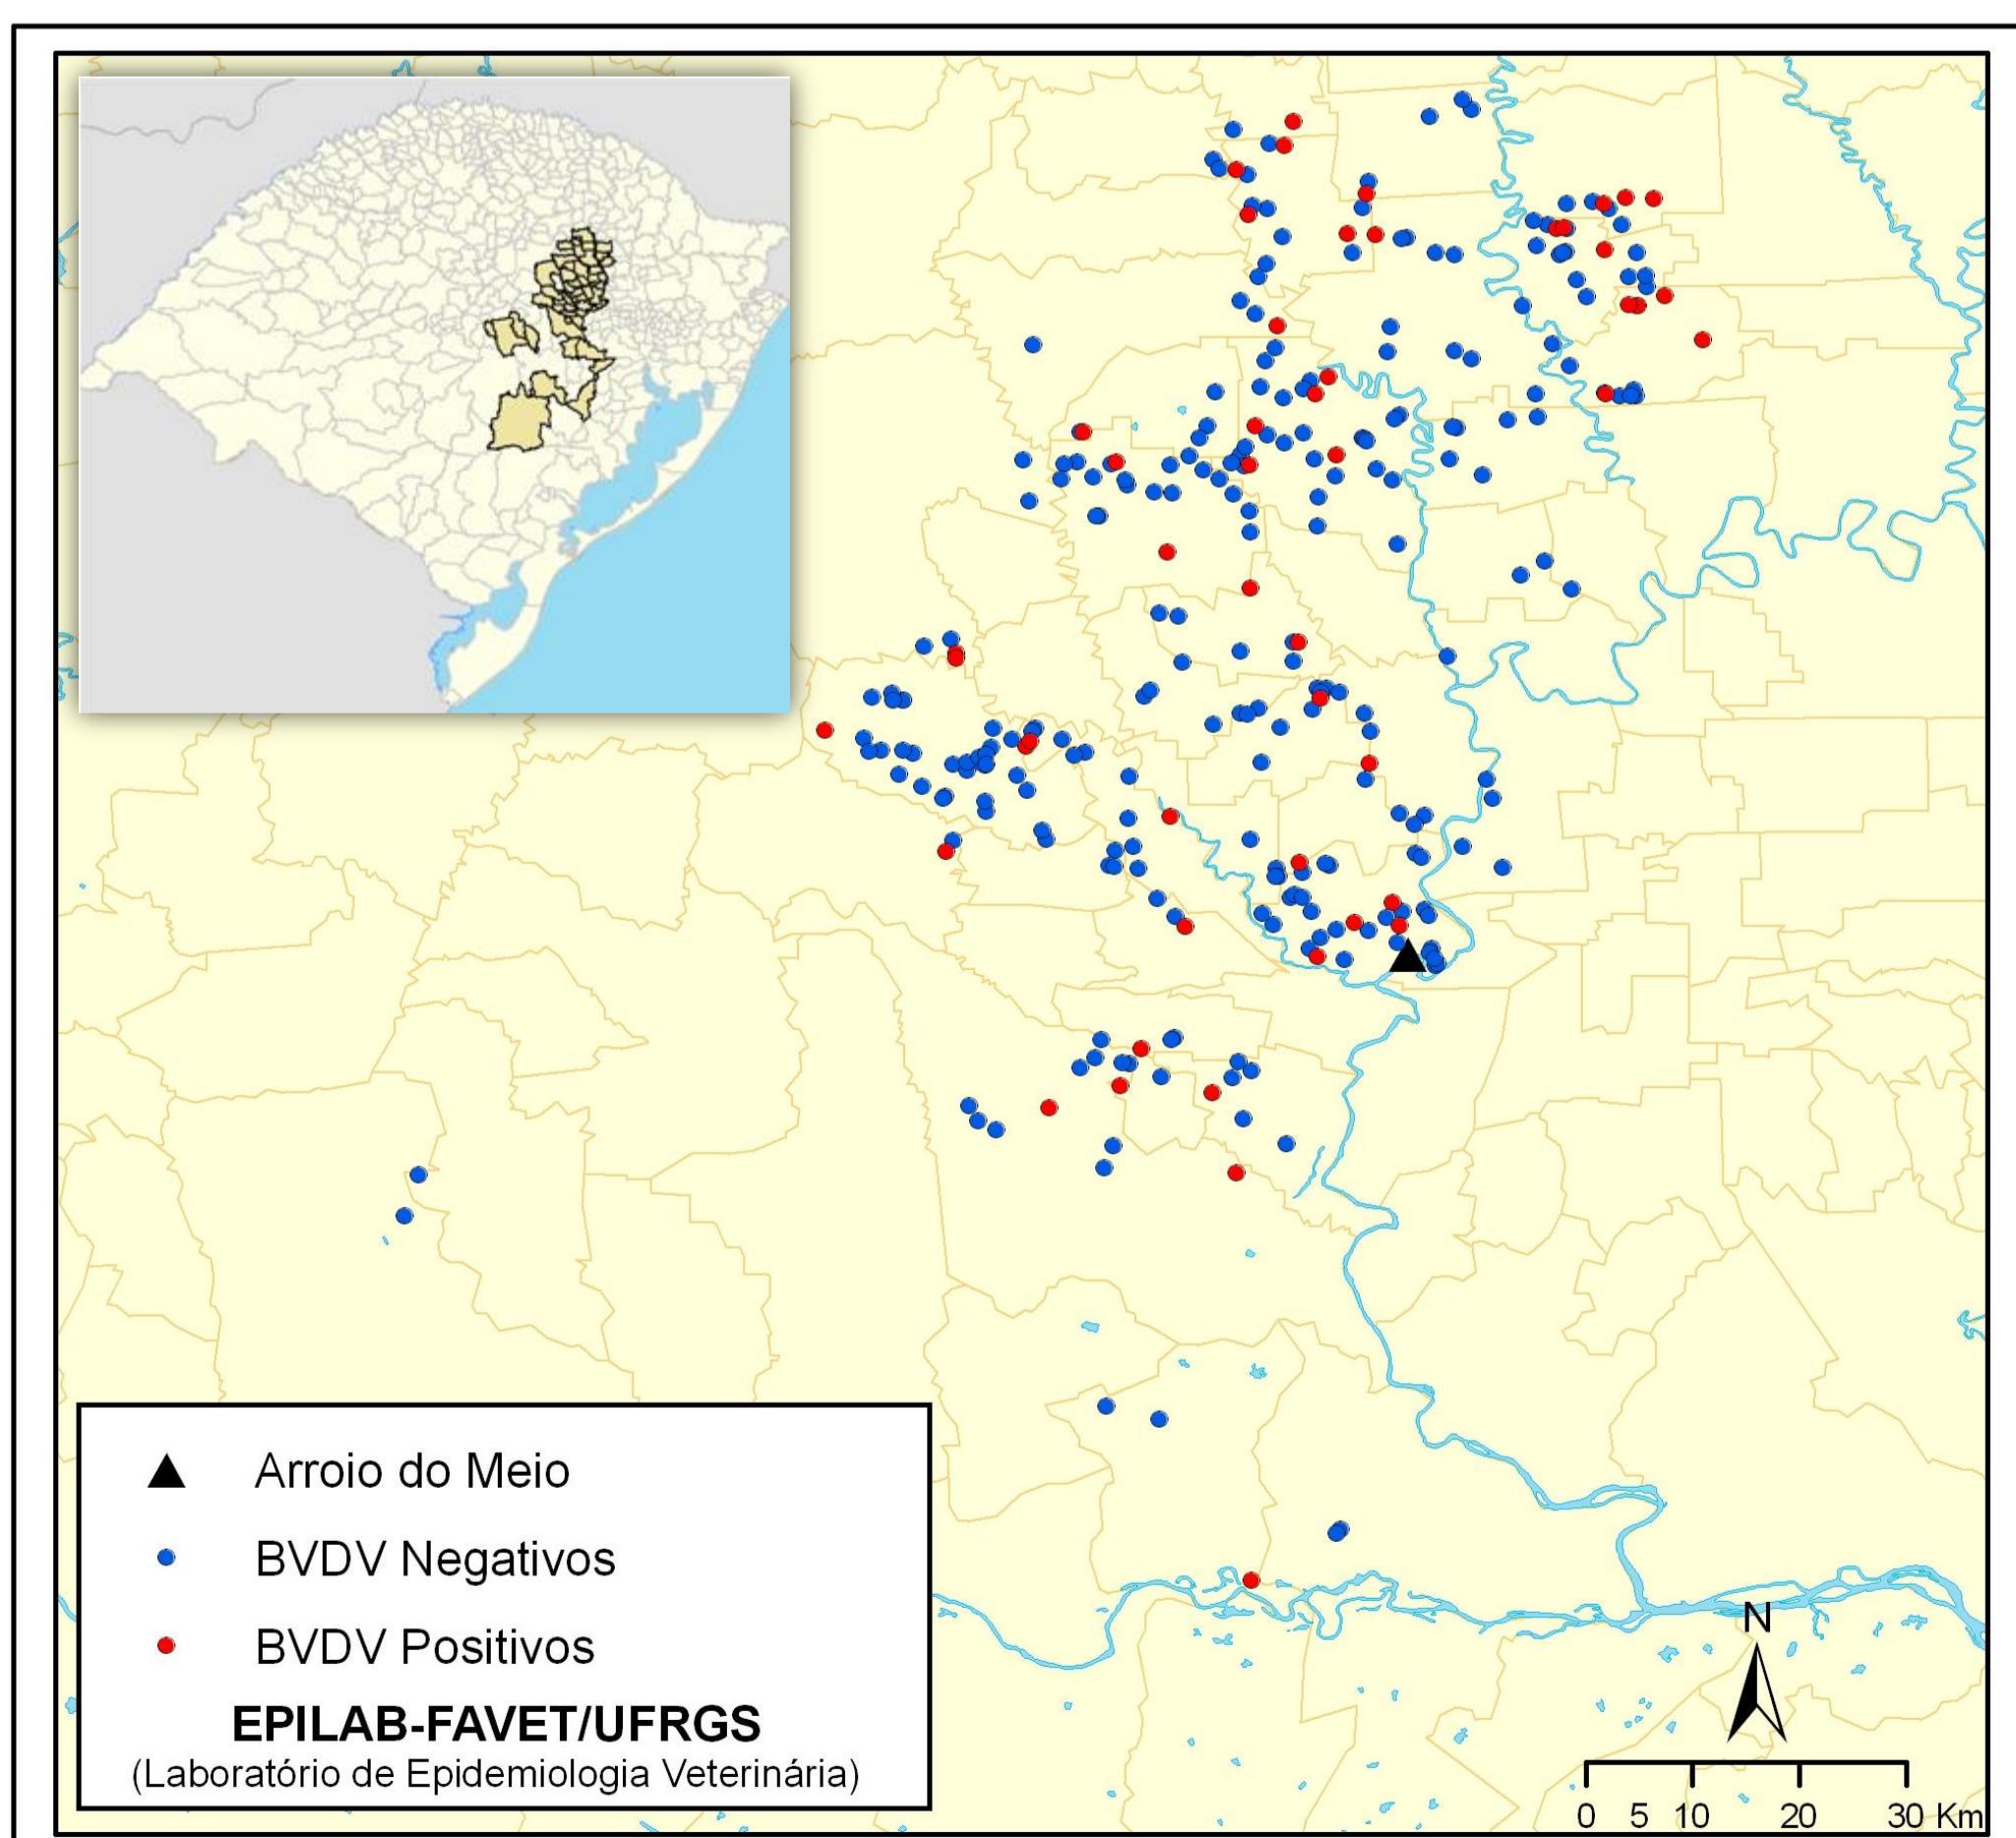 Arroio do Meio
BVDV Negativos
BVDV Positivos
EPILAB-FAVET/UFRGS
(Laboratório de Epidemiologia Veterinária)
N
0 5 10 20 30 Km